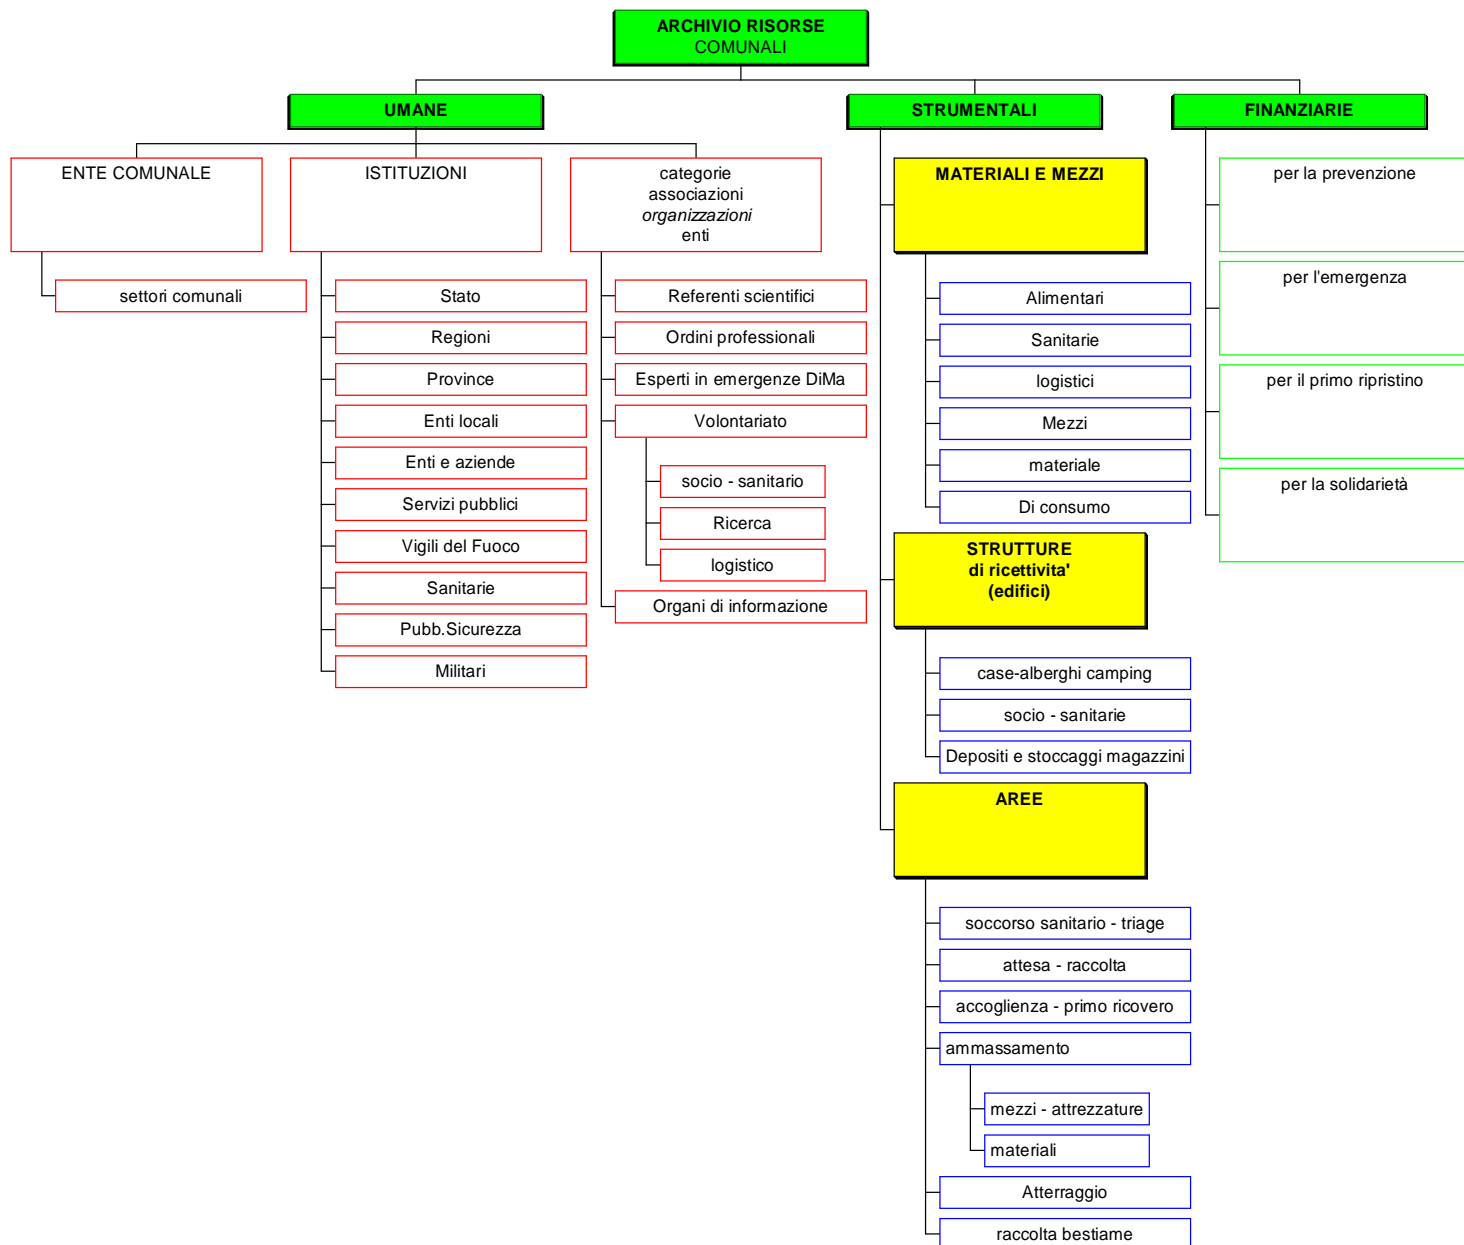 ARCHIVIO RISORSE
COMUNALI
UMANE
STRUMENTALI
FINANZIARIE
ENTE COMUNALE
settori comunali
ISTITUZIONI
Stato
Regioni
Province
Enti locali
Enti e aziende
Servizi pubblici
Vigili del Fuoco
Sanitarie
Pubb.Sicurezza
Militari
categorie
associazioni
organizzazioni
enti
Referenti scientifici
Ordini professionali
Esperti in emergenze DiMa
Volontariato
socio - sanitario
Ricerca
logistico
Organi di informazione
MATERIALI E MEZZI
Alimentari
Sanitarie
logistici
Mezzi
materiale
Di consumo
STRUTTURE
di ricettivita'
(edifici)
case-alberghi camping
socio - sanitarie
Depositi e stoccaggi magazzini
AREE
soccorso sanitario - triage
attesa - raccolta
accoglienza - primo ricovero
ammassamento
mezzi - attrezzature
materiali
Atterraggio
raccolta bestiame
per la prevenzione
per l'emergenza
per il primo ripristino
per la solidarietà